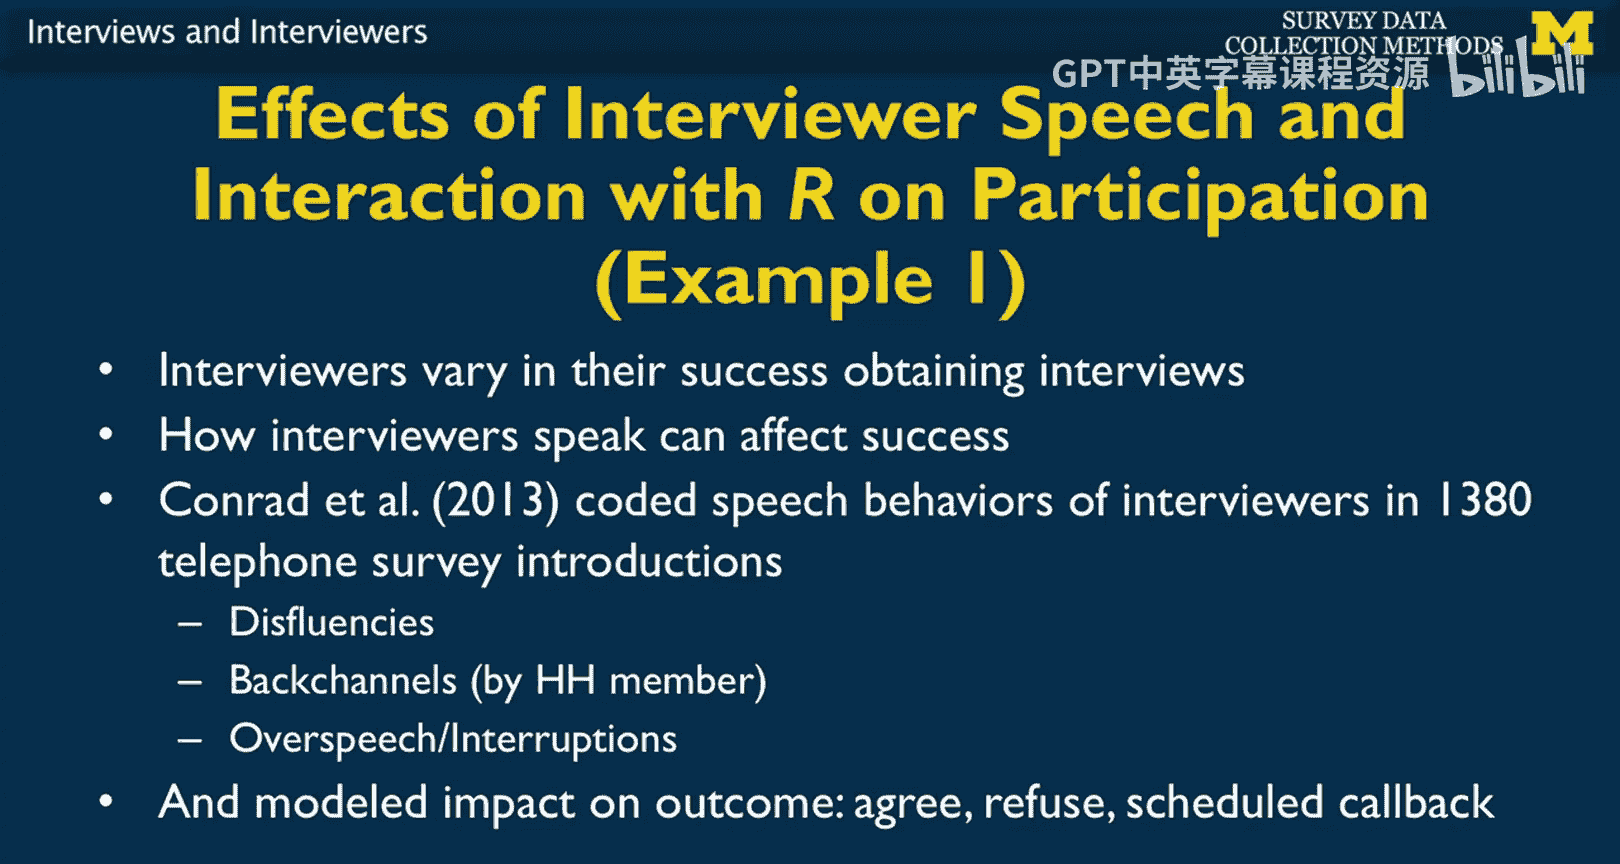 Interviews and Interviewers
SURVEY DATA
COLLECTION METHODS
M
GPT中英字幕课程资源 bilibili
Effects of Interviewer Speech and
Interaction with R on Participation
(Example 1)
• Interviewers vary in their success obtaining interviews
• How interviewers speak can affect success
• Conrad et al. (2013) coded speech behaviors of interviewers in 1380
telephone survey introductions
– Disfluencies
– Backchannels (by HH member)
– Overspeech/Interruptions
• And modeled impact on outcome: agree, refuse, scheduled callback